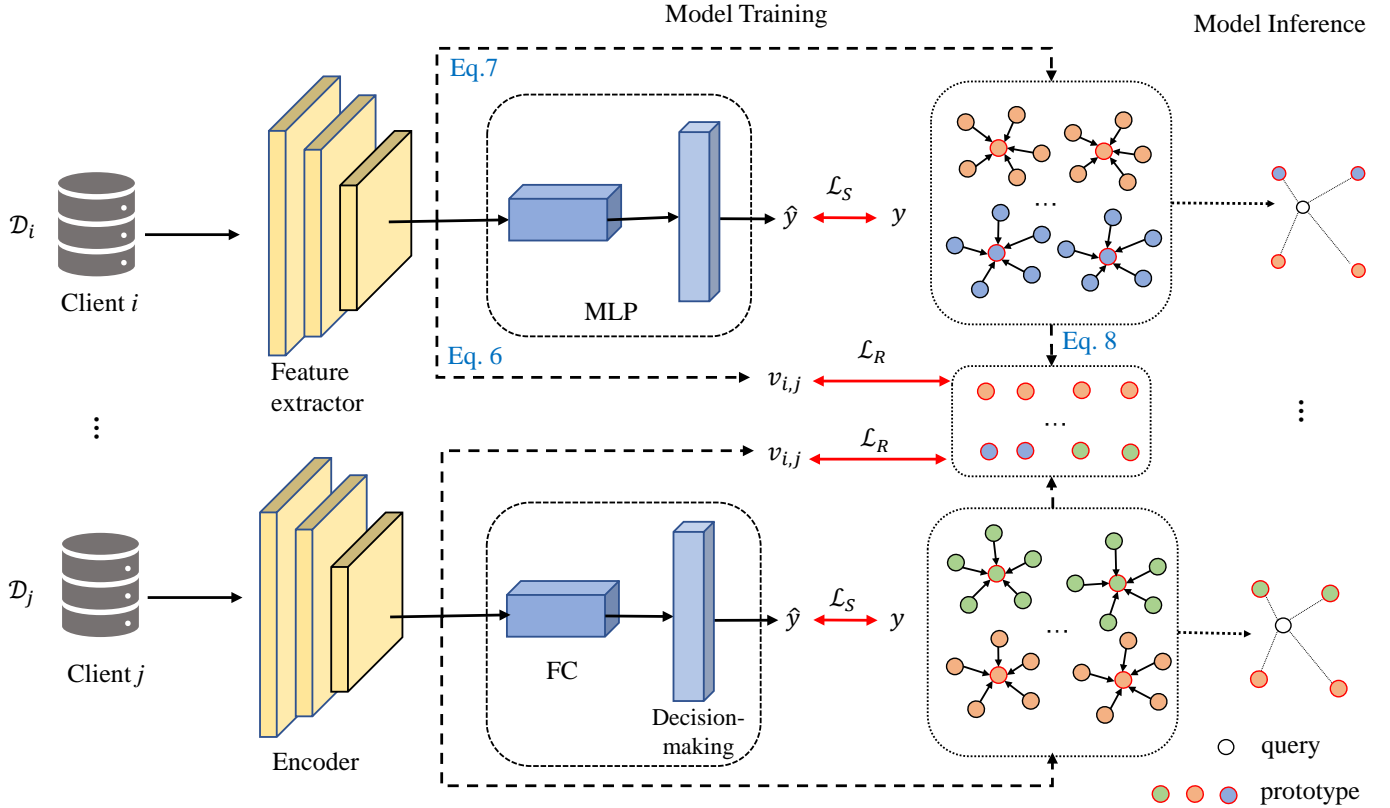 Model Training
Model Inference
Eq.7
𝓛_S
𝒟_i
ŷ
y
...
Client i
MLP
Eq. 6
Eq. 8
Feature
extractor
v_{i,j}
𝓛_R
...
...
...
v_{i,j}
𝓛_R
𝒟_j
ŷ
𝓛_S
y
...
Client j
FC
Decision-
making
Encoder
query
prototype